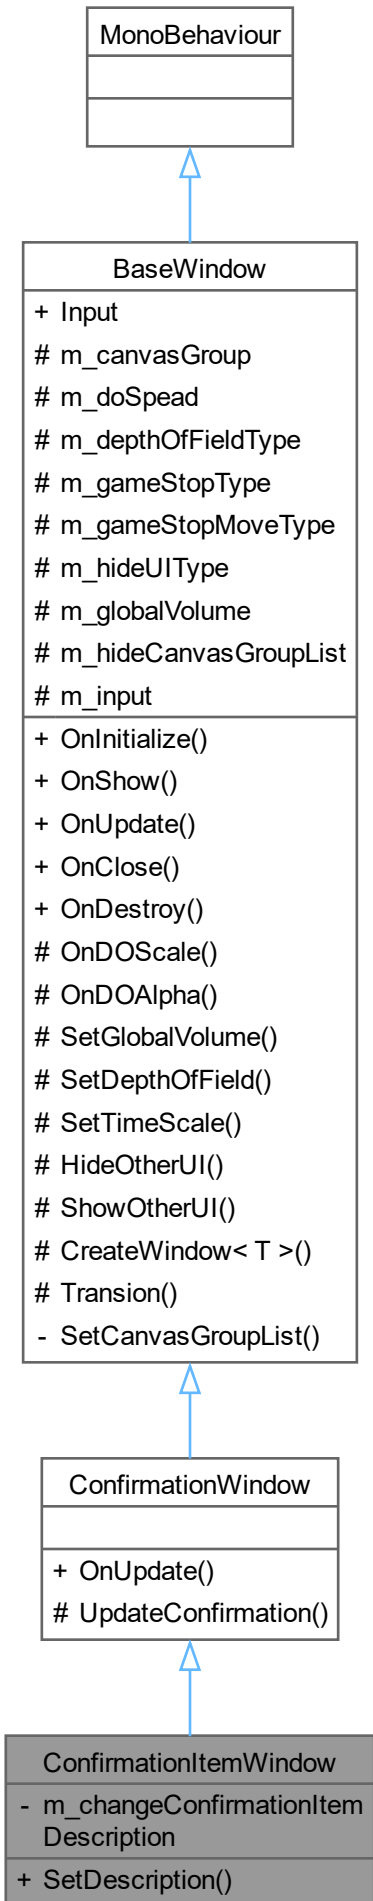 MonoBehaviour
BaseWindow
+ Input
# m_canvasGroup
# m_doSpead
# m_depthOfFieldType
# m_gameStopType
# m_gameStopMoveType
# m_hideUIType
# m_globalVolume
# m_hideCanvasGroupList
# m_input
+ OnInitialize()
+ OnShow()
+ OnUpdate()
+ OnClose()
+ OnDestroy()
# OnDOScale()
# OnDOAlpha()
# SetGlobalVolume()
# SetDepthOfField()
# SetTimeScale()
# HideOtherUI()
# ShowOtherUI()
# CreateWindow< T >()
# Transion()
- SetCanvasGroupList()
ConfirmationWindow
+ OnUpdate()
# UpdateConfirmation()
ConfirmationItemWindow
- m_changeConfirmationItem
Description
+ SetDescription()